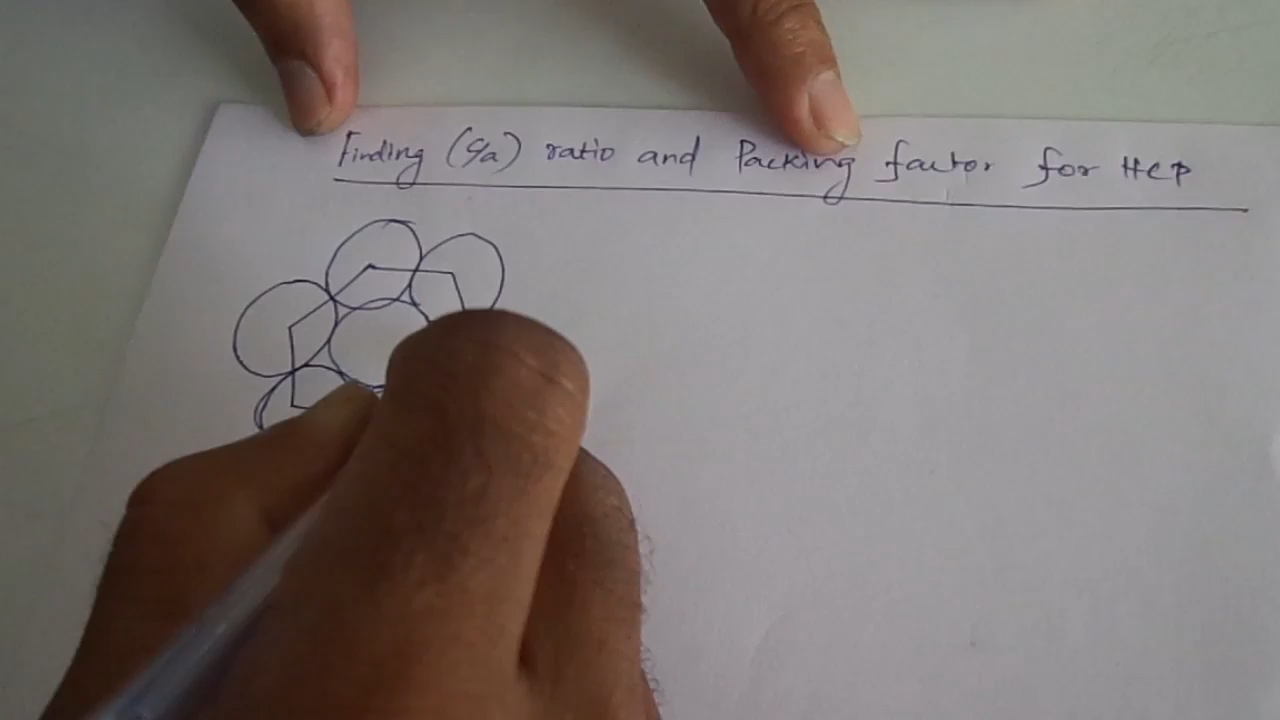 Finding (c/a) ratio and Packing factor for HCP